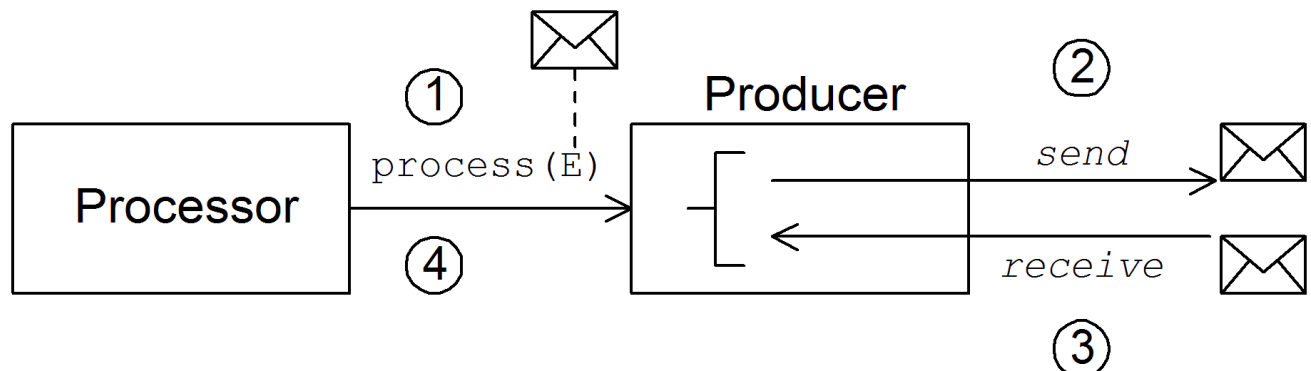 1
2
Producer
process(E)
send
Processor
4
receive
3